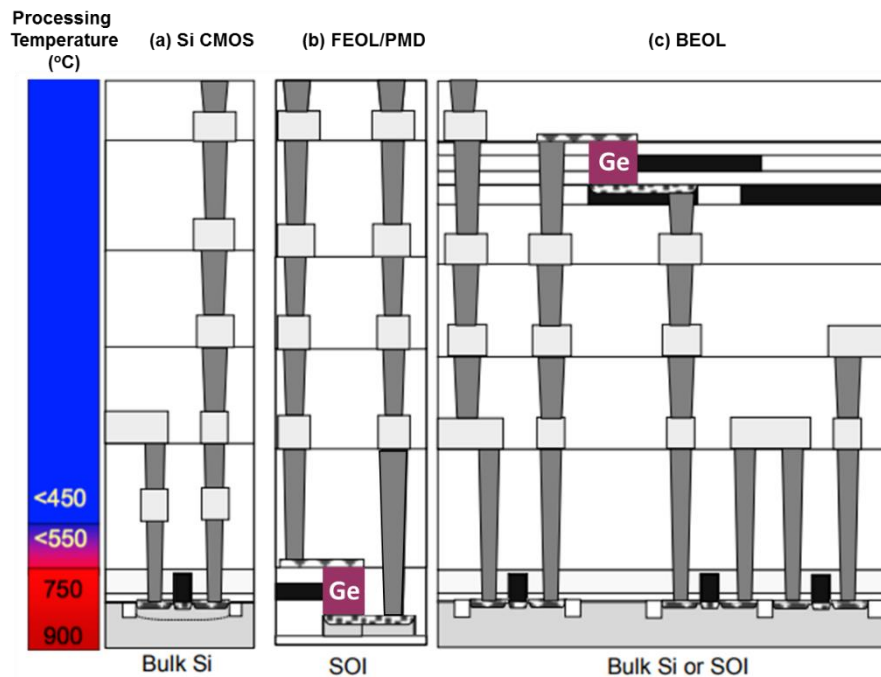 Processing
Temperature
(°C)
(a) Si CMOS
(b) FEOL/PMD
(c) BEOL
Ge
<450
<550
750
Ge
900
Bulk Si
SOI
Bulk Si or SOI